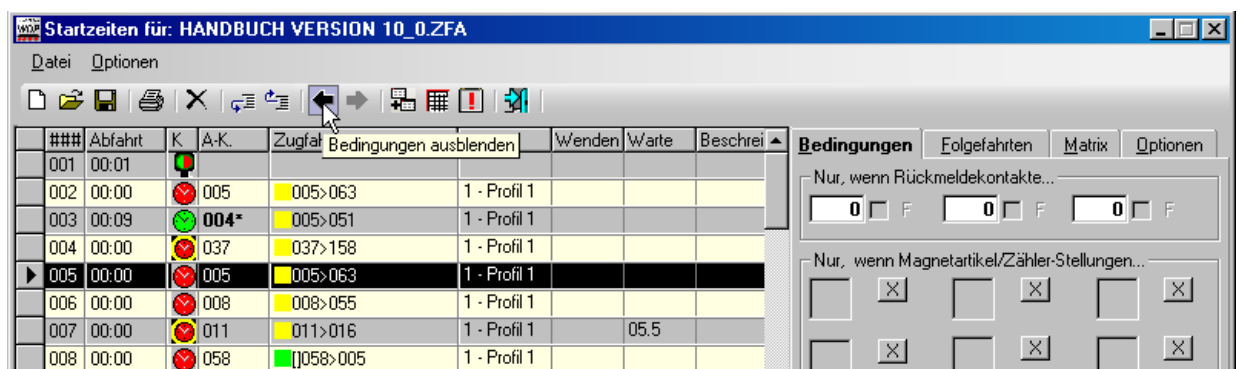 WDP Startzeiten für: HANDBUCH VERSION 10_0.ZFA
Datei Optionen
### Abfahrt K A-K. Zugfah Wenden Warte Beschrei
Bedingungen ausblenden
Bedingungen Folgefahrten Matrix Optionen
001 00:01
002 00:00 005 005>063 1 - Profil 1
003 00:09 004* 005>051 1 - Profil 1
004 00:00 037 037>158 1 - Profil 1
005 00:00 005 005>063 1 - Profil 1
006 00:00 008 008>055 1 - Profil 1
007 00:00 011 011>016 1 - Profil 1 05.5
008 00:00 058 []058>005 1 - Profil 1
Nur, wenn Rückmeldekontakte...
0 F 0 F 0 F
Nur, wenn Magnetartikel/Zähler-Stellungen...
X X X
X X X